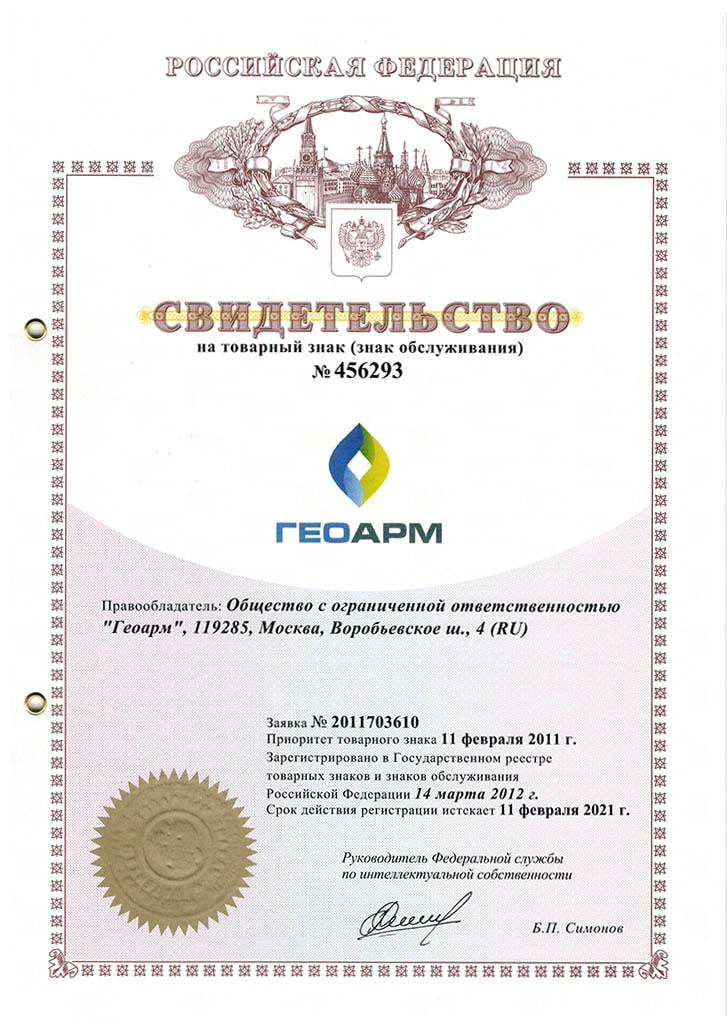 РОССИЙСКАЯ ФЕДЕРАЦИЯ
СВИДЕТЕЛЬСТВО
на товарный знак (знак обслуживания)
№ 456293
ГЕОАРМ
Правообладатель: Общество с ограниченной ответственностью
"Геоарм", 119285, Москва, Воробьевское ш., 4 (RU)
Заявка № 2011703610
Приоритет товарного знака 11 февраля 2011 г.
Зарегистрировано в Государственном реестре
товарных знаков и знаков обслуживания
Российской Федерации 14 марта 2012 г.
Срок действия регистрации истекает 11 февраля 2021 г.
Руководитель Федеральной службы
по интеллектуальной собственности
Б.П. Симонов